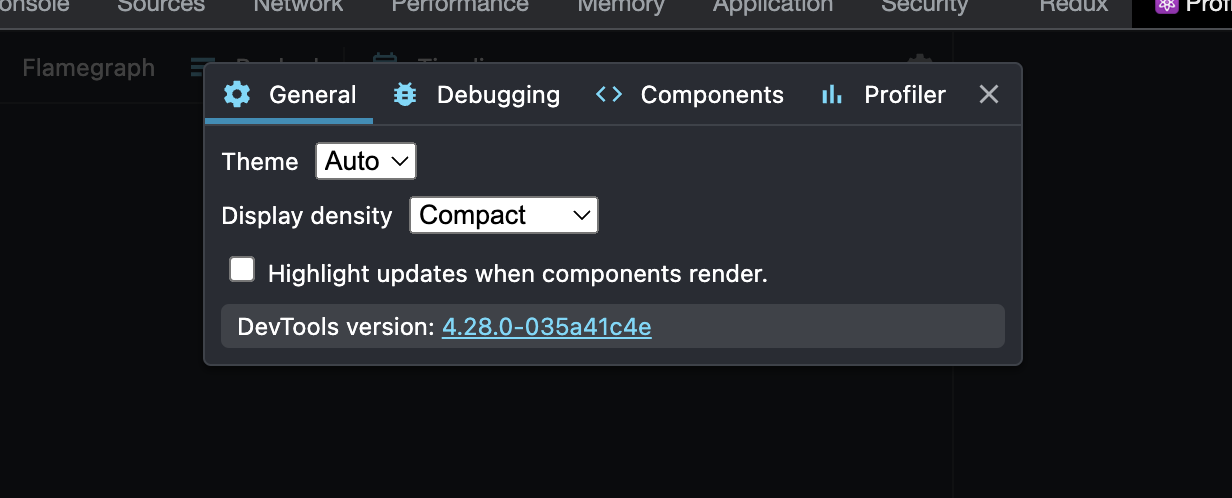 Sources Network Performance Memory Application Security Redux
Flamegraph
General Debugging Components Profiler
Theme Auto
Display density Compact
Highlight updates when components render.
DevTools version: 4.28.0-035a41c4e